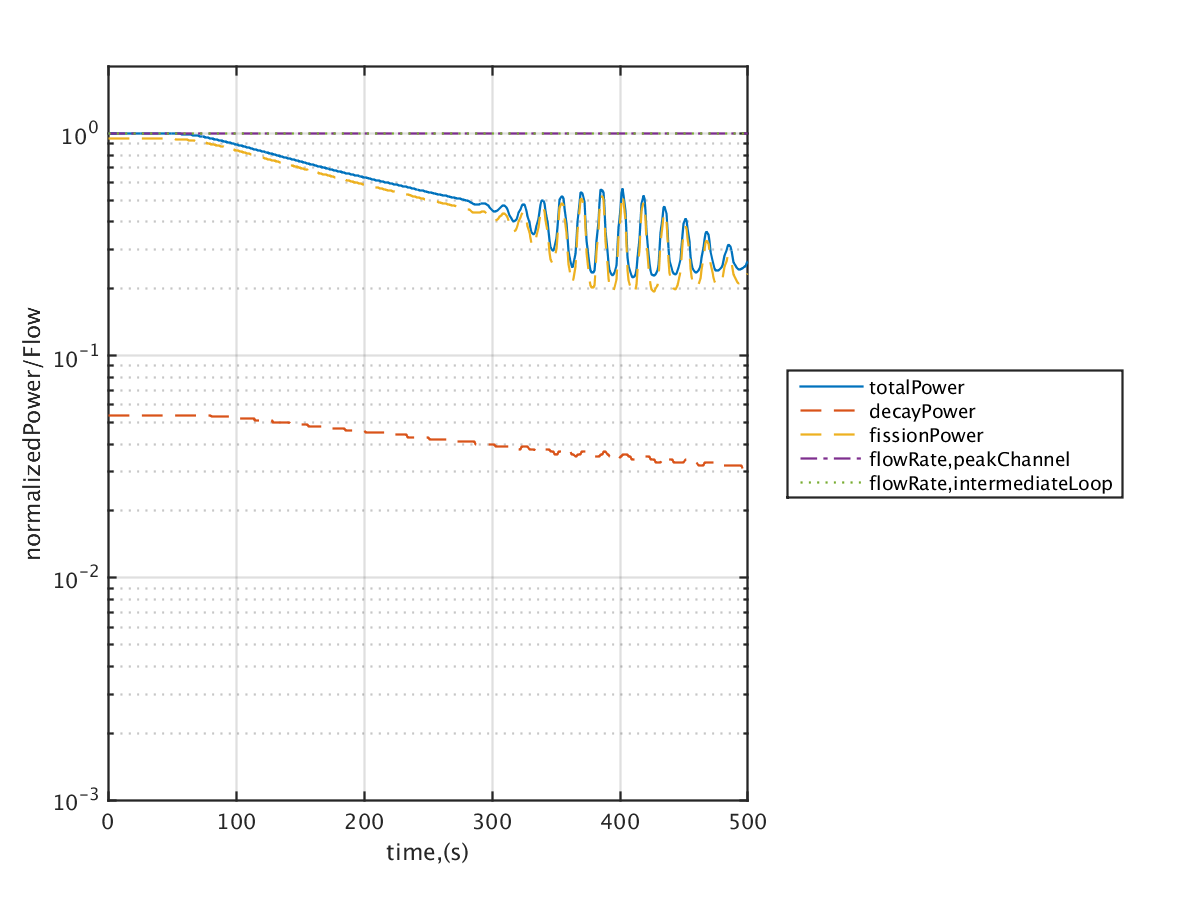 10^0
10^-1
10^-2
10^-3
normalizedPower/Flow
0 100 200 300 400 500
time,(s)
totalPower
decayPower
fissionPower
flowRate,peakChannel
flowRate,intermediateLoop